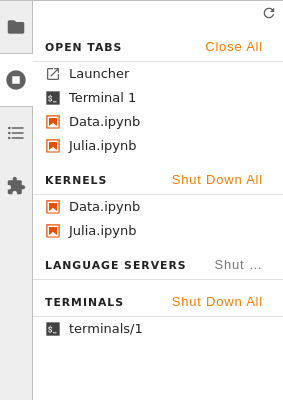 OPEN TABS Close All
Launcher
Terminal 1
Data.ipynb
Julia.ipynb
KERNELS Shut Down All
Data.ipynb
Julia.ipynb
LANGUAGE SERVERS Shut ...
TERMINALS Shut Down All
terminals/1